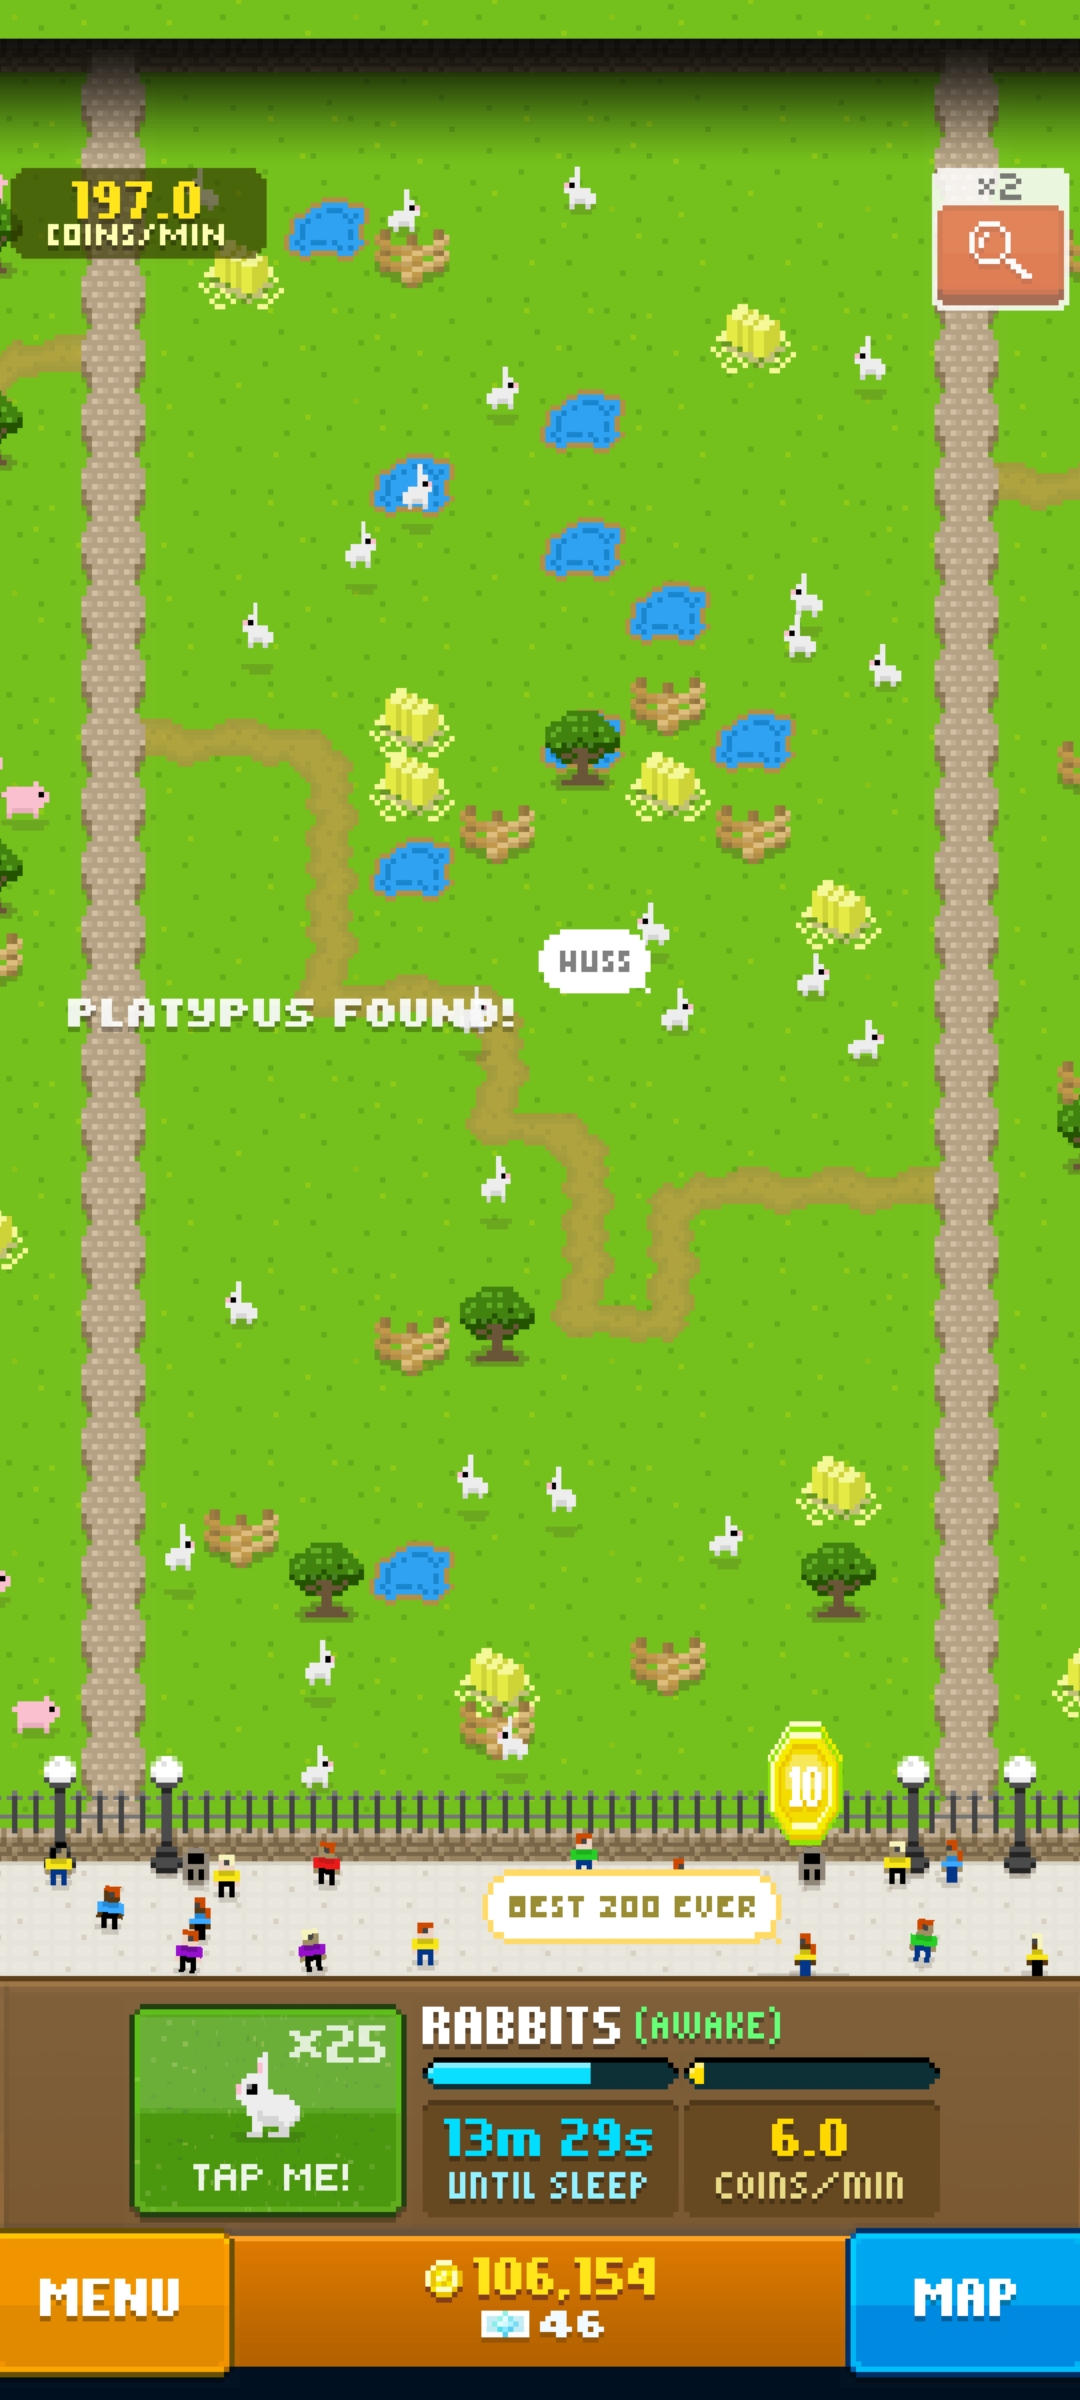 197.0
COINS/MIN
x2
HUSS
PLATYPUS FOUND!
10
BEST ZOO EVER
x25
TAP ME!
RABBITS (AWAKE)
13m 29s
UNTIL SLEEP
6.0
COINS/MIN
MENU
106,154
46
MAP